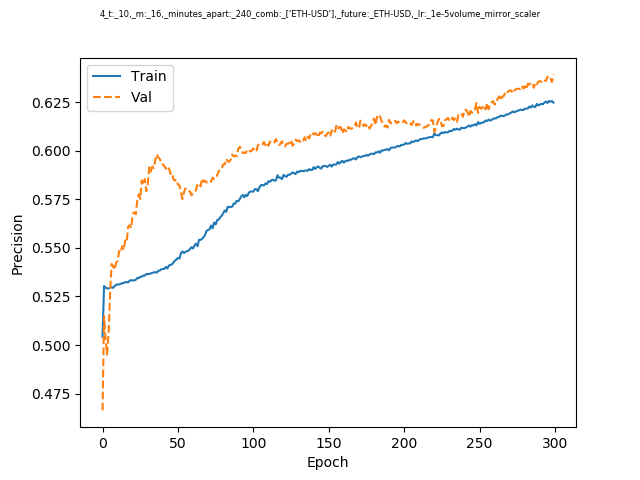 4_t:_10,_m:_16,_minutes_apart:_240_comb:_['ETH-USD'],_future:_ETH-USD,_lr:_1e-5volume_mirror_scaler
Train
Val
Precision
0.625
0.600
0.575
0.550
0.525
0.500
0.475
0 50 100 150 200 250 300
Epoch